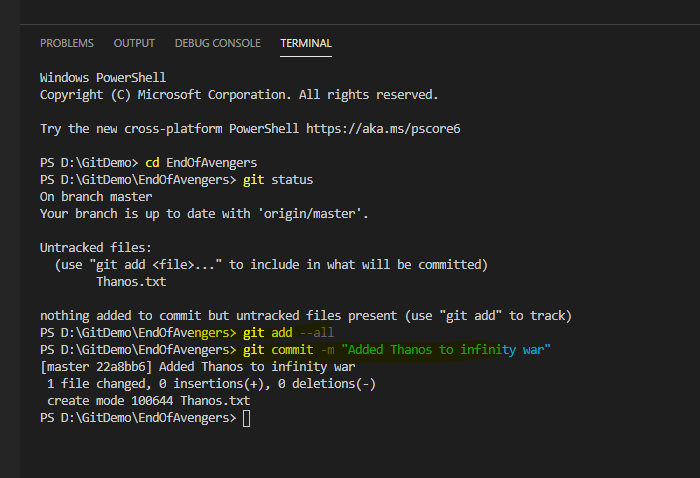 PROBLEMS OUTPUT DEBUG CONSOLE TERMINAL
Windows PowerShell
Copyright (C) Microsoft Corporation. All rights reserved.
Try the new cross-platform PowerShell https://aka.ms/pscore6
PS D:\GitDemo> cd EndOfAvengers
PS D:\GitDemo\EndOfAvengers> git status
On branch master
Your branch is up to date with 'origin/master'.
Untracked files:
(use "git add <file>..." to include in what will be committed)
Thanos.txt
nothing added to commit but untracked files present (use "git add" to track)
PS D:\GitDemo\EndOfAvengers> git add --all
PS D:\GitDemo\EndOfAvengers> git commit -m "Added Thanos to infinity war"
[master 22a8bb6] Added Thanos to infinity war
1 file changed, 0 insertions(+), 0 deletions(-)
create mode 100644 Thanos.txt
PS D:\GitDemo\EndOfAvengers>